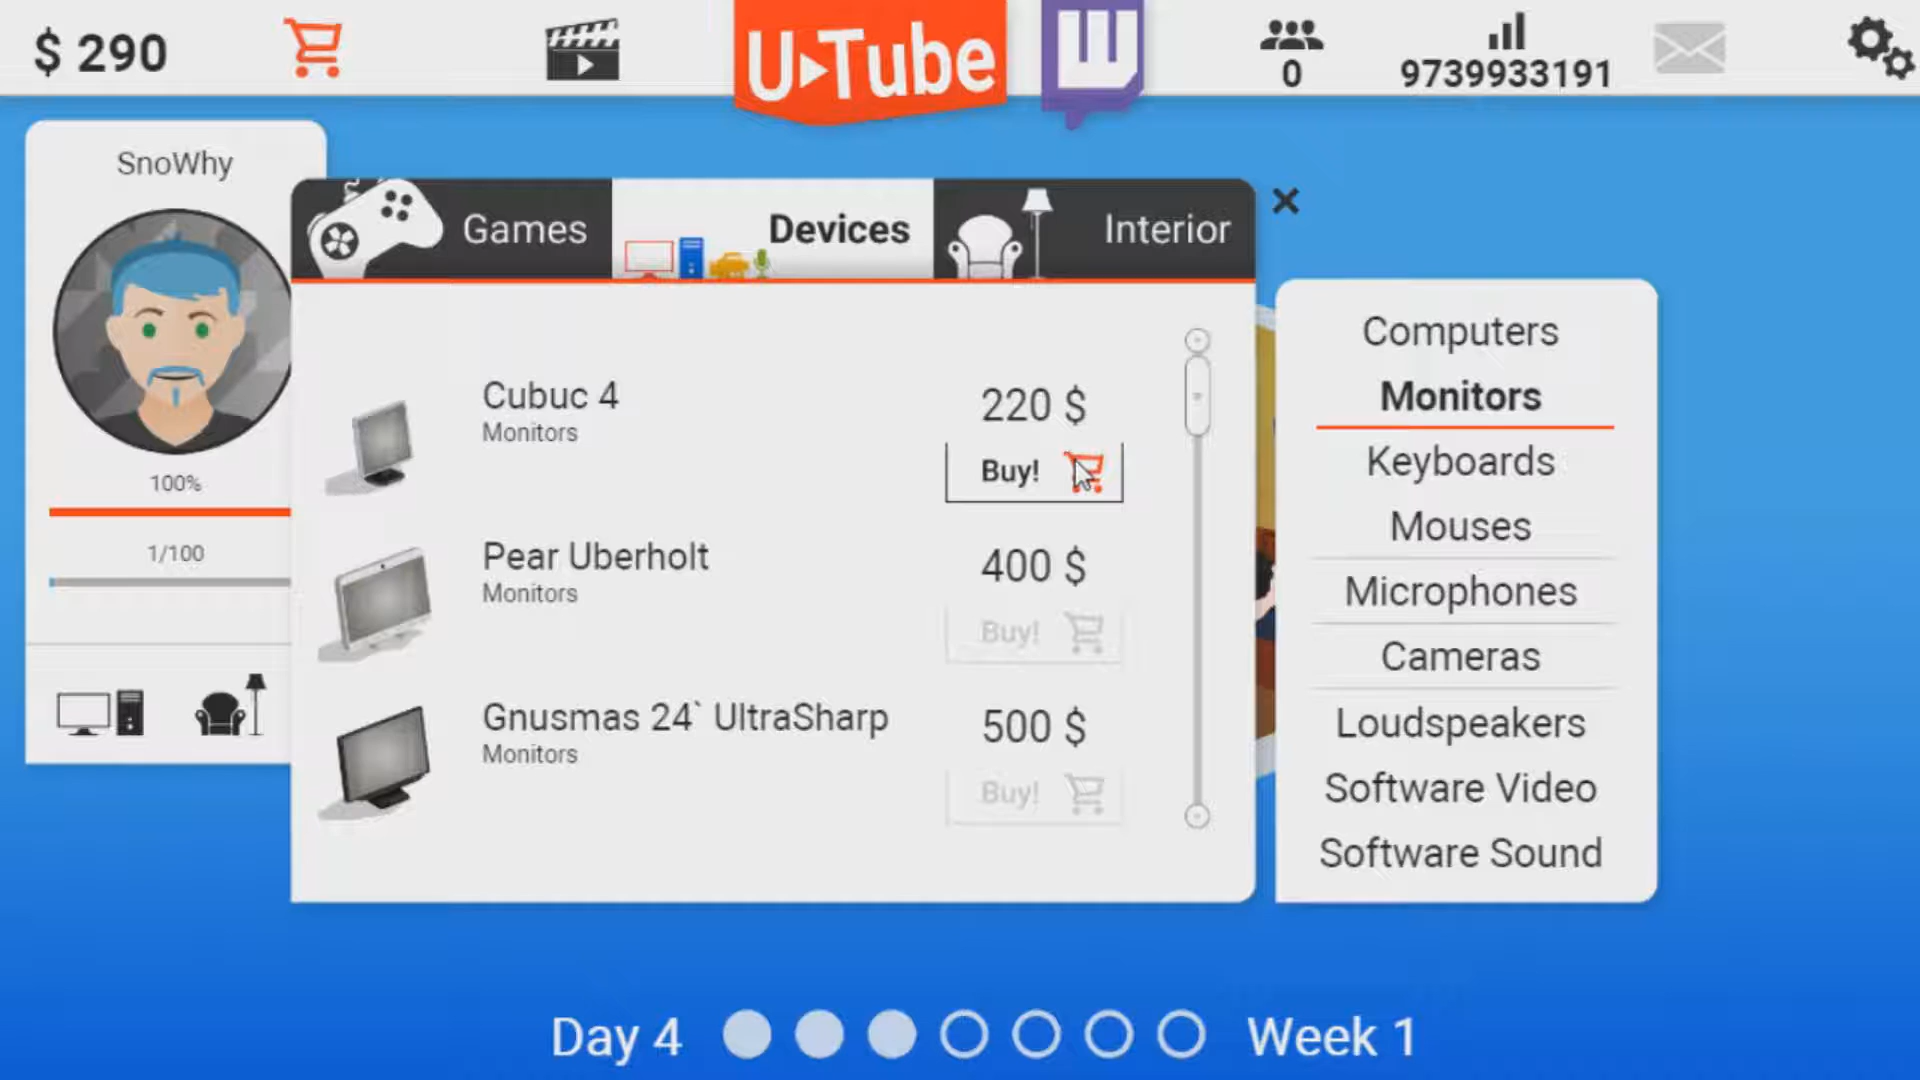 $ 290
U Tube
0
9739933191
SnoWhy
100%
1/100
Games
Devices
Interior
Cubuc 4
Monitors
220 $
Buy!
Pear Uberholt
Monitors
400 $
Buy!
Gnusmas 24` UltraSharp
Monitors
500 $
Buy!
Computers
Monitors
Keyboards
Mouses
Microphones
Cameras
Loudspeakers
Software Video
Software Sound
Day 4
Week 1